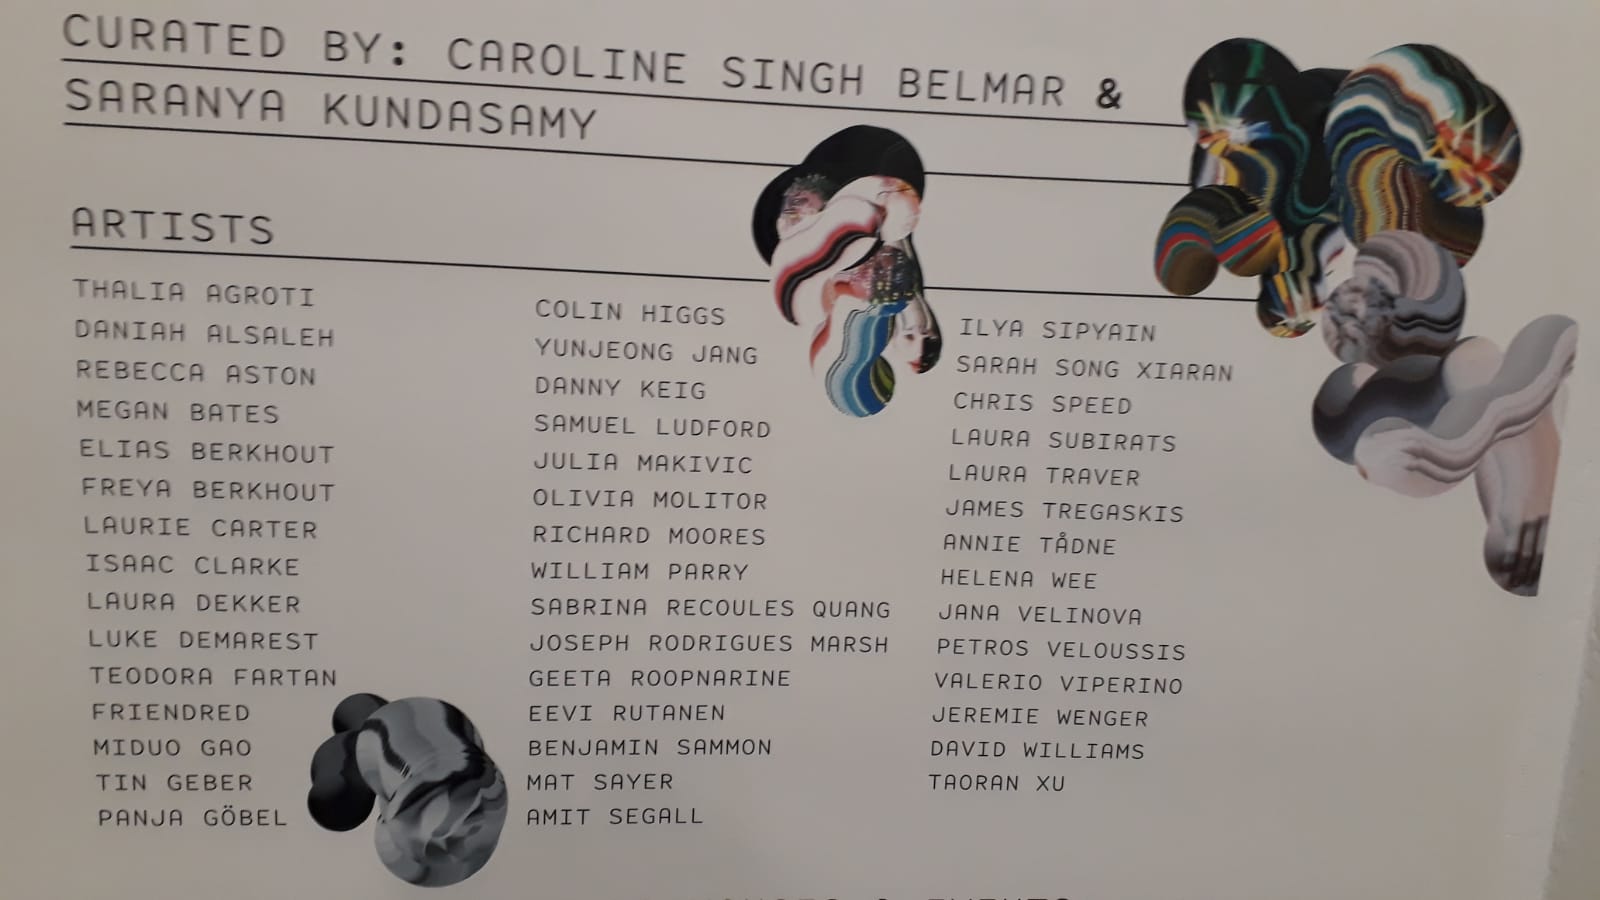 CURATED BY: CAROLINE SINGH BELMAR &
SARANYA KUNDASAMY
ARTISTS
THALIA AGROTI
DANIAH ALSALEH
REBECCA ASTON
MEGAN BATES
ELIAS BERKHOUT
FREYA BERKHOUT
LAURIE CARTER
ISAAC CLARKE
LAURA DEKKER
LUKE DEMAREST
TEODORA FARTAN
FRIENDRED
MIDUO GAO
TIN GEBER
PANJA GÖBEL
COLIN HIGGS
YUNJEONG JANG
DANNY KEIG
SAMUEL LUDFORD
JULIA MAKIVIC
OLIVIA MOLITOR
RICHARD MOORES
WILLIAM PARRY
SABRINA RECOULES QUANG
JOSEPH RODRIGUES MARSH
GEETA ROOPNARINE
EEVI RUTANEN
BENJAMIN SAMMON
MAT SAYER
AMIT SEGALL
ILYA SIPYAIN
SARAH SONG XIARAN
CHRIS SPEED
LAURA SUBIRATS
LAURA TRAVER
JAMES TREGASKIS
ANNIE TÅDNE
HELENA WEE
JANA VELINOVA
PETROS VELOUSSIS
VALERIO VIPERINO
JEREMIE WENGER
DAVID WILLIAMS
TAORAN XU